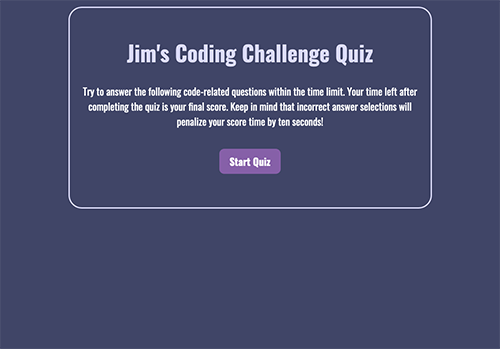 Jim's Coding Challenge Quiz
Try to answer the following code-related questions within the time limit. Your time left after
completing the quiz is your final score. Keep in mind that incorrect answer selections will
penalize your score time by ten seconds!
Start Quiz